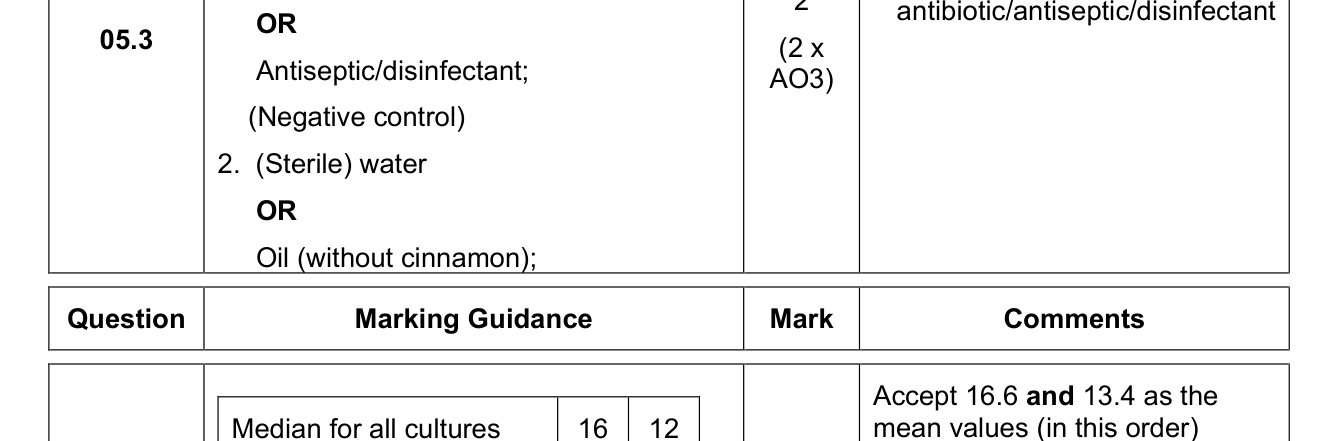 05.3
OR
Antiseptic/disinfectant;
(Negative control)
2. (Sterile) water
OR
Oil (without cinnamon);
2
(2 x
AO3)
antibiotic/antiseptic/disinfectant
Question Marking Guidance Mark Comments
Median for all cultures 16 12
Accept 16.6 and 13.4 as the
mean values (in this order)